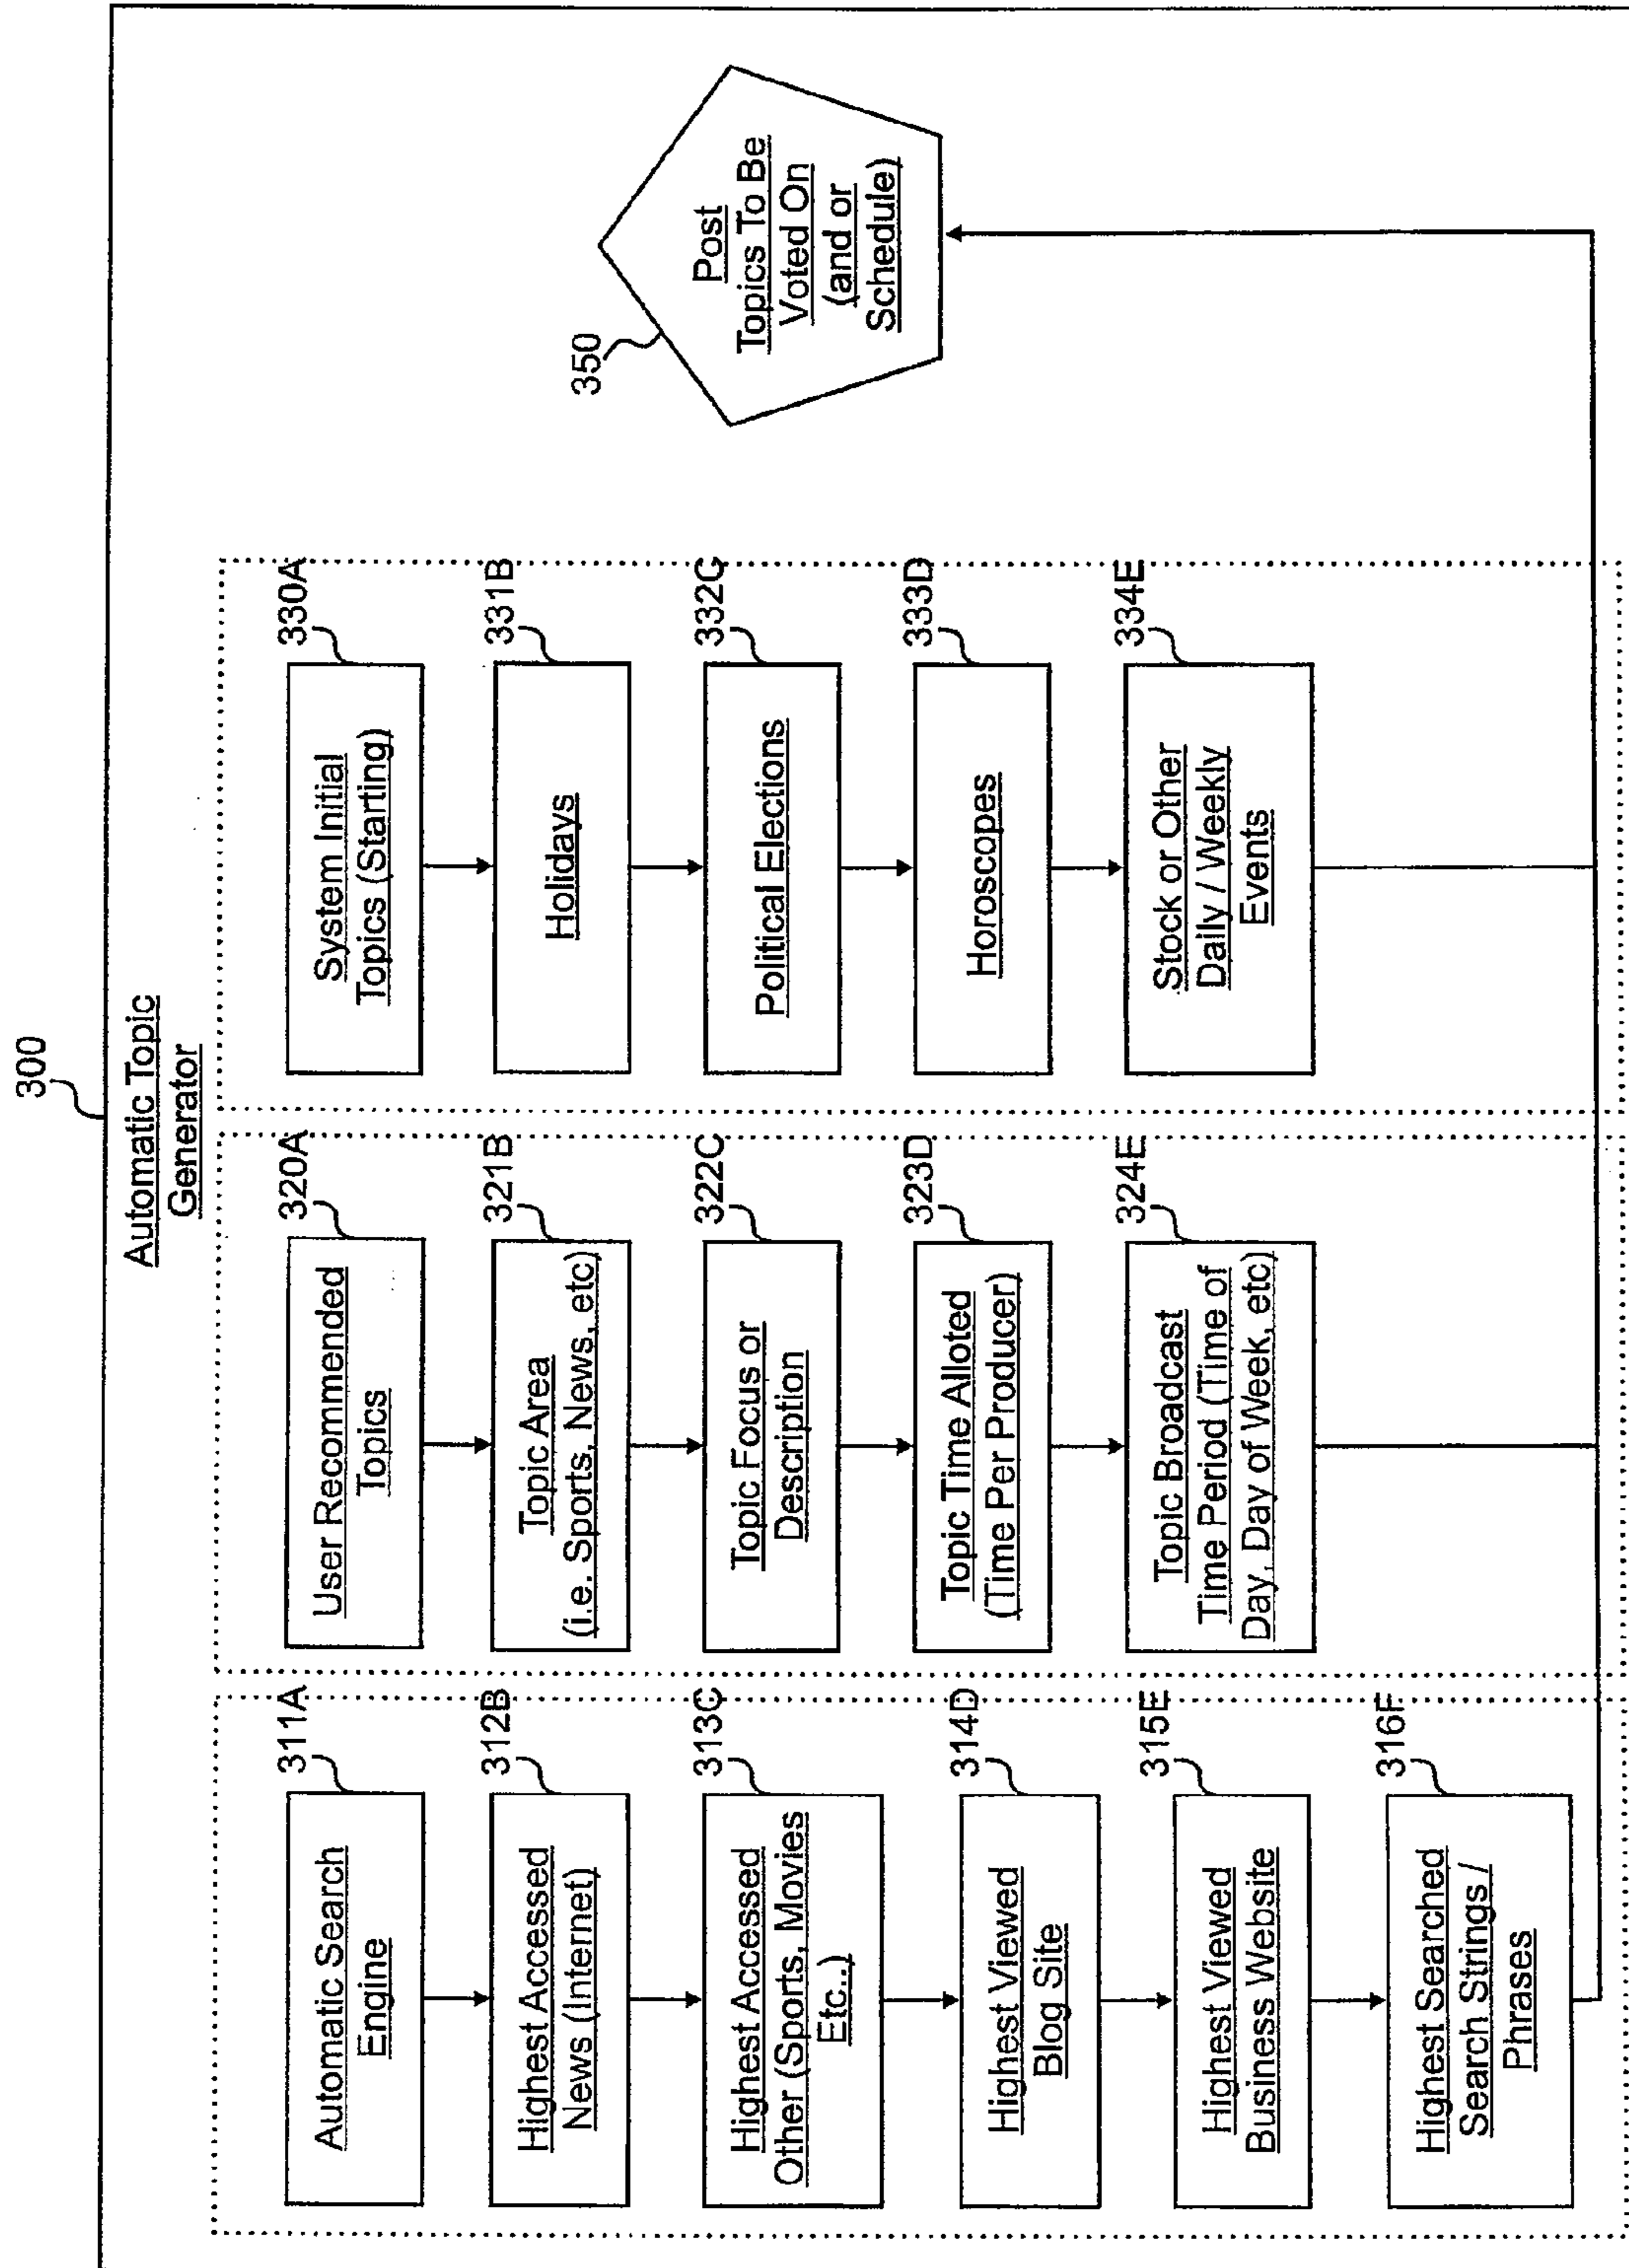 300
Automatic Topic
Generator
311A
Automatic Search
Engine
312B
Highest Accessed
News (Internet)
313C
Highest Accessed
Other (Sports, Movies
Etc..)
314D
Highest Viewed
Blog Site
315E
Highest Viewed
Business Website
316F
Highest Searched
Search Strings /
Phrases
320A
User Recommended
Topics
321B
Topic Area
(i.e. Sports, News, etc)
322C
Topic Focus or
Description
323D
Topic Time Alloted
(Time Per Producer)
324E
Topic Broadcast
Time Period (Time of
Day, Day of Week, etc)
330A
System Initial
Topics (Starting)
331B
Holidays
332C
Political Elections
333D
Horoscopes
334E
Stock or Other
Daily / Weekly
Events
350
Post
Topics To Be
Voted On
(and or
Schedule)